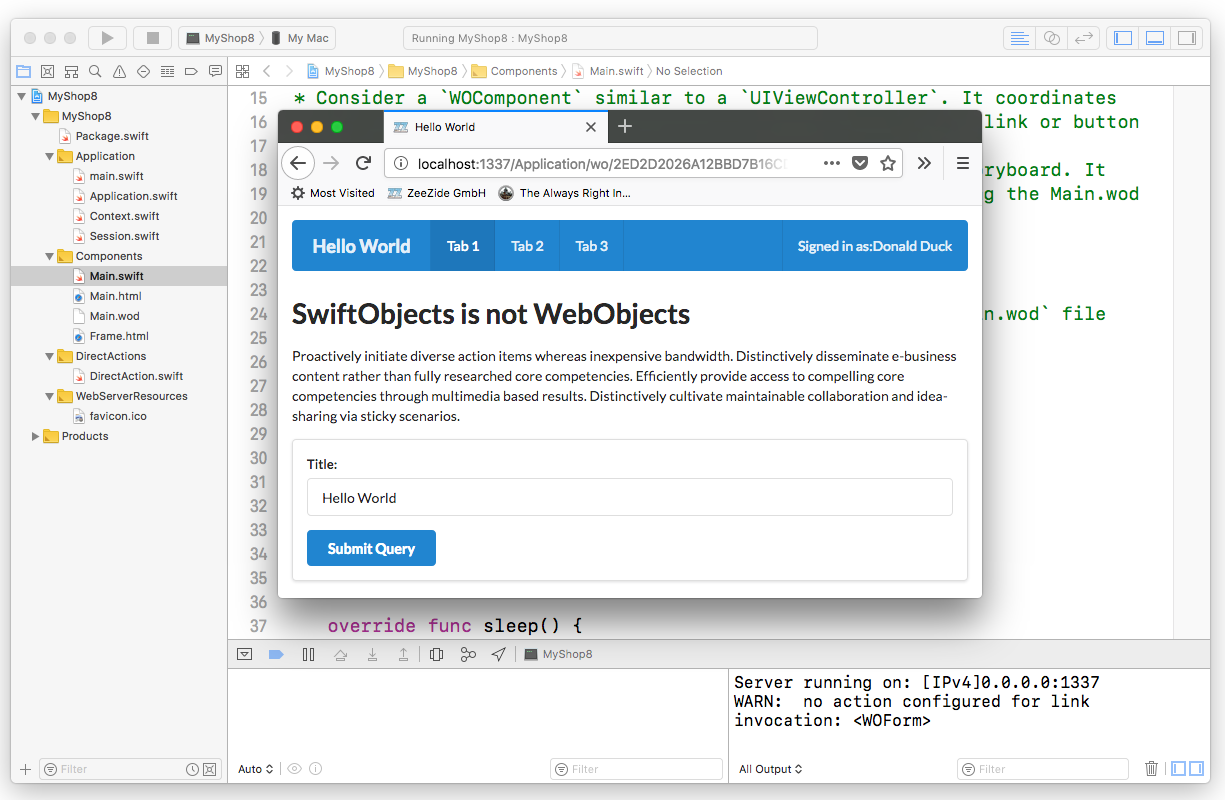 MyShop8 My Mac
Running MyShop8 : MyShop8
MyShop8 MyShop8 Components Main.swift No Selection
MyShop8
MyShop8
Package.swift
Application
main.swift
Application.swift
Context.swift
Session.swift
Components
Main.swift
Main.html
Main.wod
Frame.html
DirectActions
DirectAction.swift
WebServerResources
favicon.ico
Products
Filter
15 * Consider a `WOComponent` similar to a `UIViewController`. It coordinates
16 link or button
17
18 ryboard. It
19 g the Main.wod
20
21
22
23
24 n.wod` file
25
26
27
28
29
30
31
32
33
34
35
36
37 override func sleep() {
Hello World
localhost:1337/Application/wo/2ED2D2026A12BBD7B16C
Most Visited ZeeZide GmbH The Always Right In...
Hello World Tab 1 Tab 2 Tab 3 Signed in as:Donald Duck
SwiftObjects is not WebObjects
Proactively initiate diverse action items whereas inexpensive bandwidth. Distinctively disseminate e-business
content rather than fully researched core competencies. Efficiently provide access to compelling core
competencies through multimedia based results. Distinctively cultivate maintainable collaboration and idea-
sharing via sticky scenarios.
Title:
Hello World
Submit Query
MyShop8
Server running on: [IPv4]0.0.0.0:1337
WARN:  no action configured for link
invocation: <WOForm>
Auto Filter All Output Filter